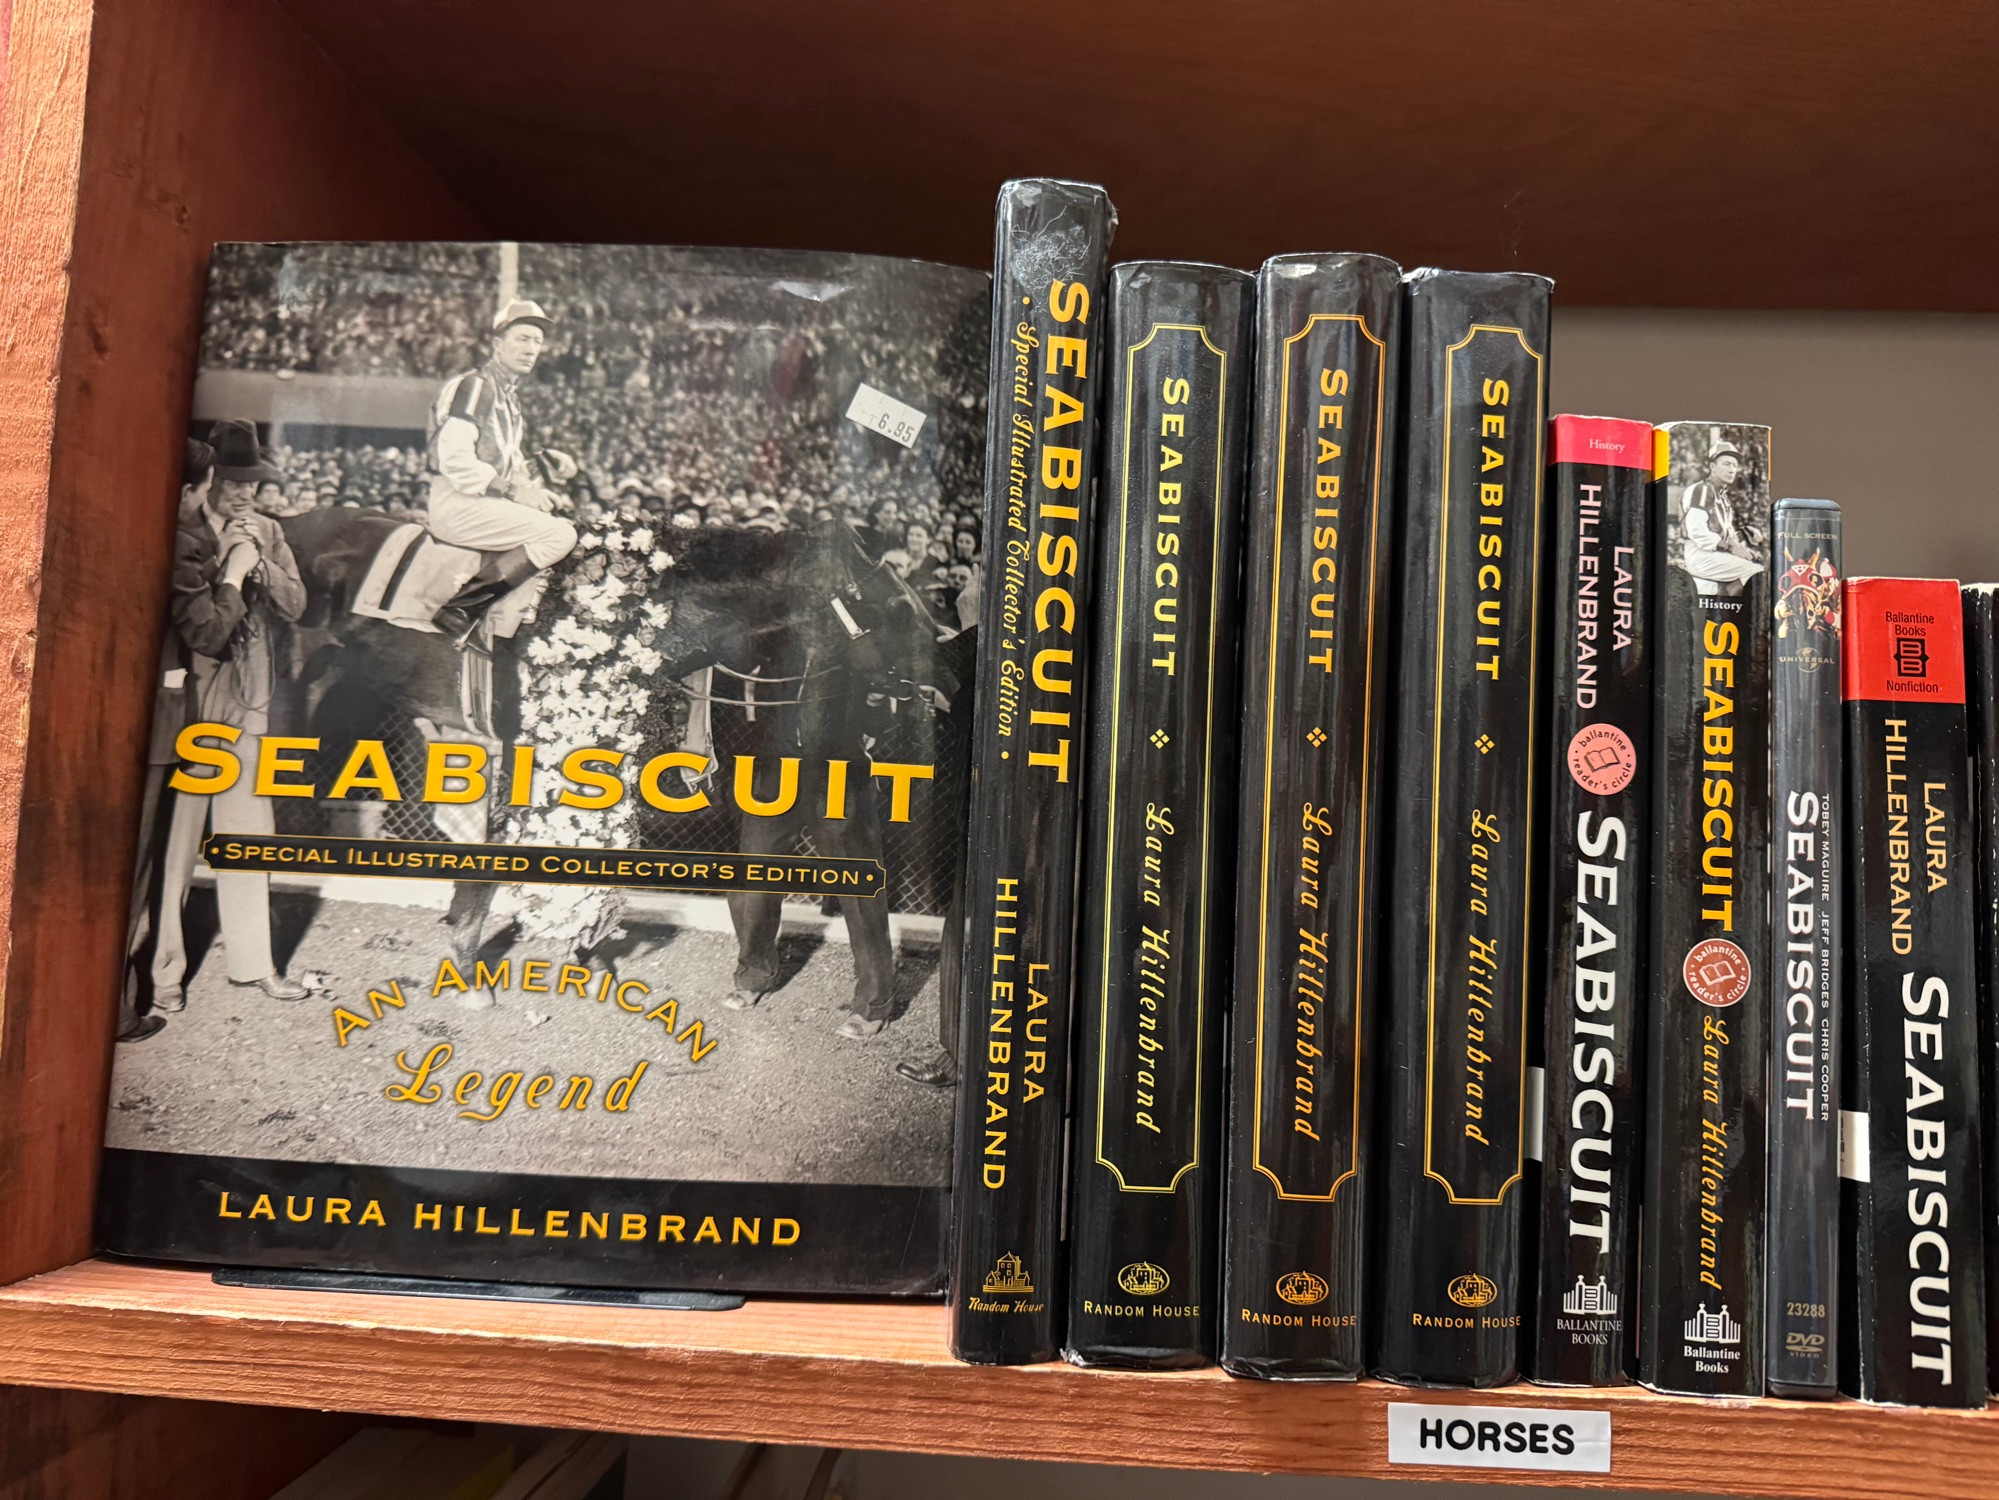 6.95
SEABISCUIT
• SPECIAL ILLUSTRATED COLLECTOR'S EDITION •
AN AMERICAN
Legend
LAURA HILLENBRAND
SEABISCUIT
• Special Illustrated Collector's Edition •
LAURA
HILLENBRAND
Random House
SEABISCUIT
Laura Hillenbrand
RANDOM HOUSE
SEABISCUIT
Laura Hillenbrand
RANDOM HOUSE
SEABISCUIT
Laura Hillenbrand
RANDOM HOUSE
History
LAURA
HILLENBRAND
ballantine
reader's circle
SEABISCUIT
BALLANTINE
BOOKS
History
SEABISCUIT
ballantine
reader's circle
Laura Hillenbrand
Ballantine
Books
FULL SCREEN
UNIVERSAL
TOBEY MAGUIRE JEFF BRIDGES CHRIS COOPER
SEABISCUIT
23288
DVD
VIDEO
Ballantine
Books
Nonfiction
LAURA
HILLENBRAND
SEABISCUIT
HORSES